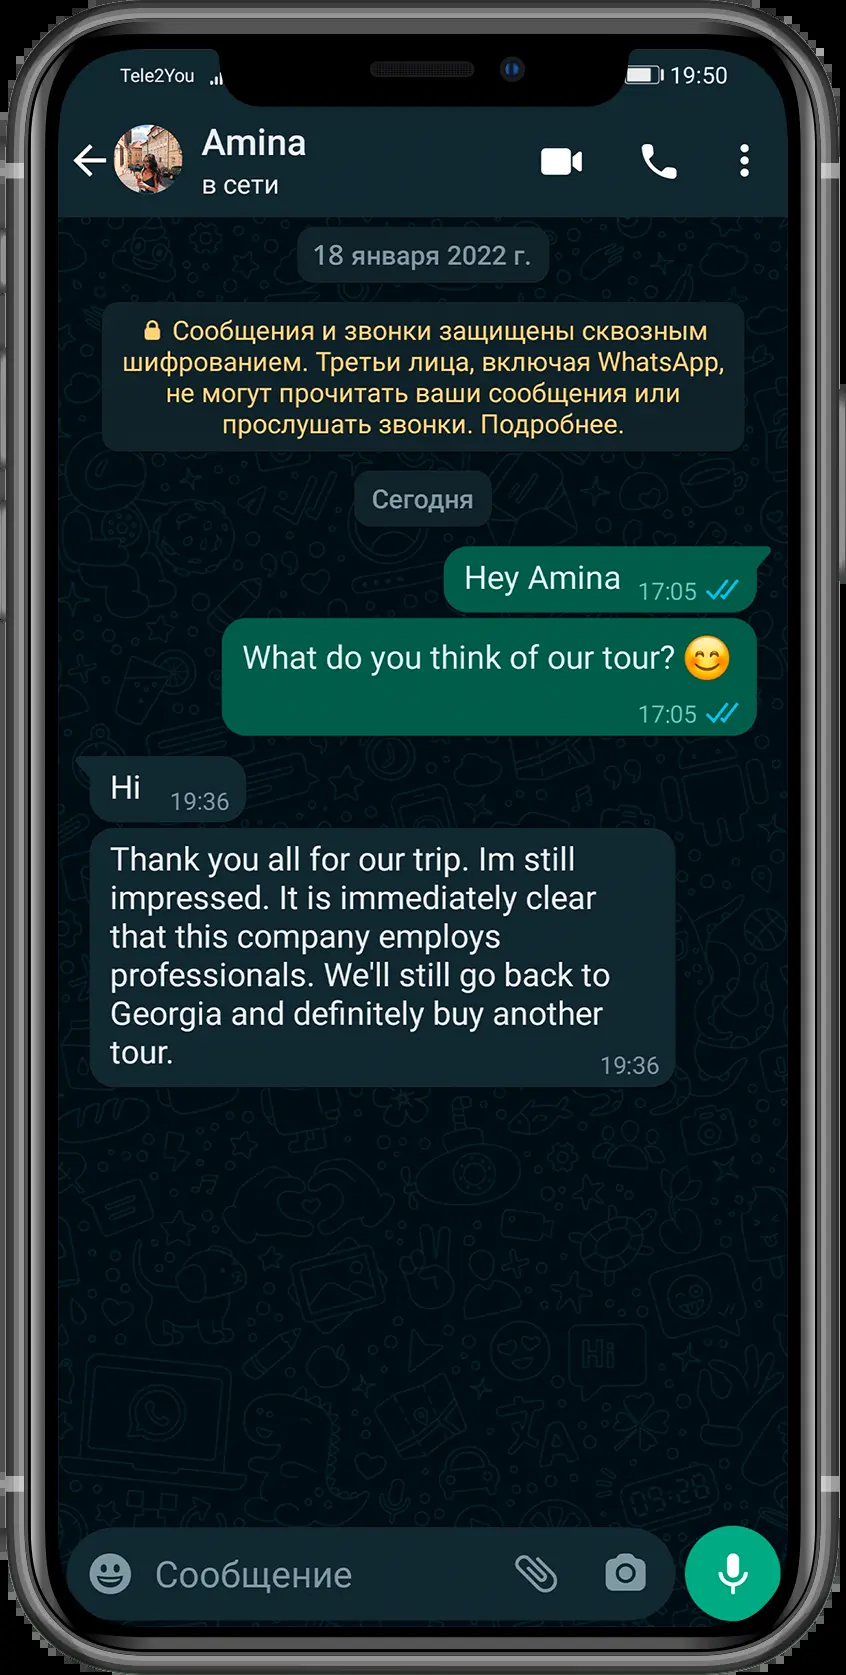 Tele2You 19:50
Amina
в сети
18 января 2022 г.
Сообщения и звонки защищены сквозным
шифрованием. Третьи лица, включая WhatsApp,
не могут прочитать ваши сообщения или
прослушать звонки. Подробнее.
Сегодня
Hey Amina 17:05
What do you think of our tour? 😊
17:05
Hi 19:36
Thank you all for our trip. Im still
impressed. It is immediately clear
that this company employs
professionals. We'll still go back to
Georgia and definitely buy another
tour.
19:36
Hi
09:28
Сообщение